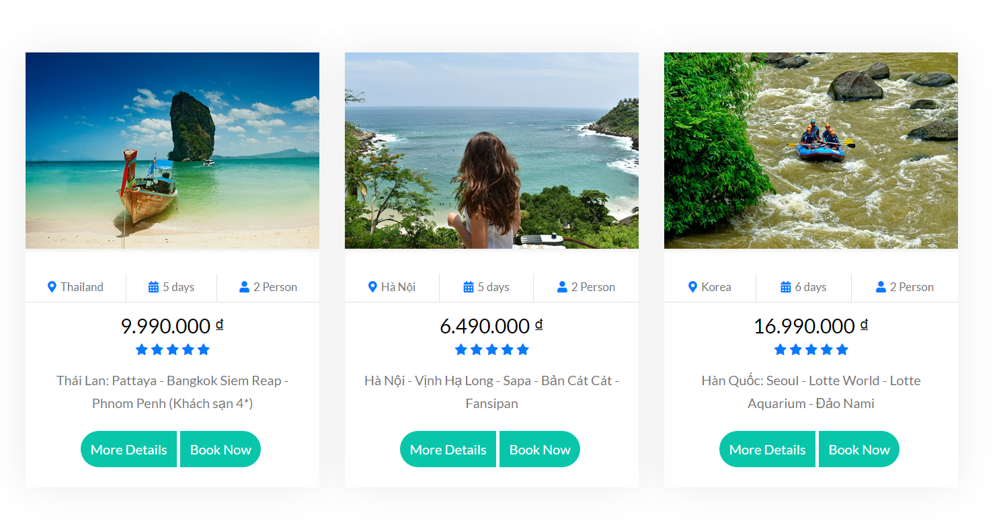 Thailand
5 days
2 Person
9.990.000 ₫
Thái Lan: Pattaya - Bangkok Siem Reap -
Phnom Penh (Khách sạn 4*)
More Details
Book Now
Hà Nội
5 days
2 Person
6.490.000 ₫
Hà Nội - Vịnh Hạ Long - Sapa - Bản Cát Cát -
Fansipan
More Details
Book Now
Korea
6 days
2 Person
16.990.000 ₫
Hàn Quốc: Seoul - Lotte World - Lotte
Aquarium - Đảo Nami
More Details
Book Now